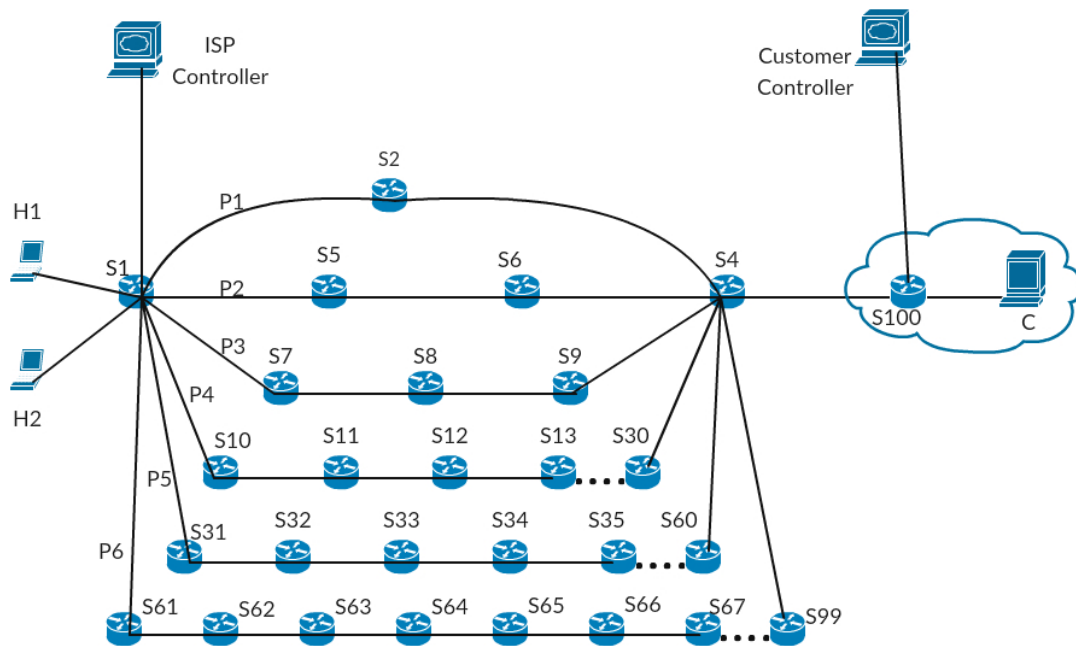 ISP
Controller
Customer
Controller
S2
P1
H1
S1
S5
S6
S4
P2
S100
C
P3
S7
S8
S9
H2
P4
S10
S11
S12
S13
S30
P5
S31
S32
S33
S34
S35
S60
P6
S61
S62
S63
S64
S65
S66
S67
S99